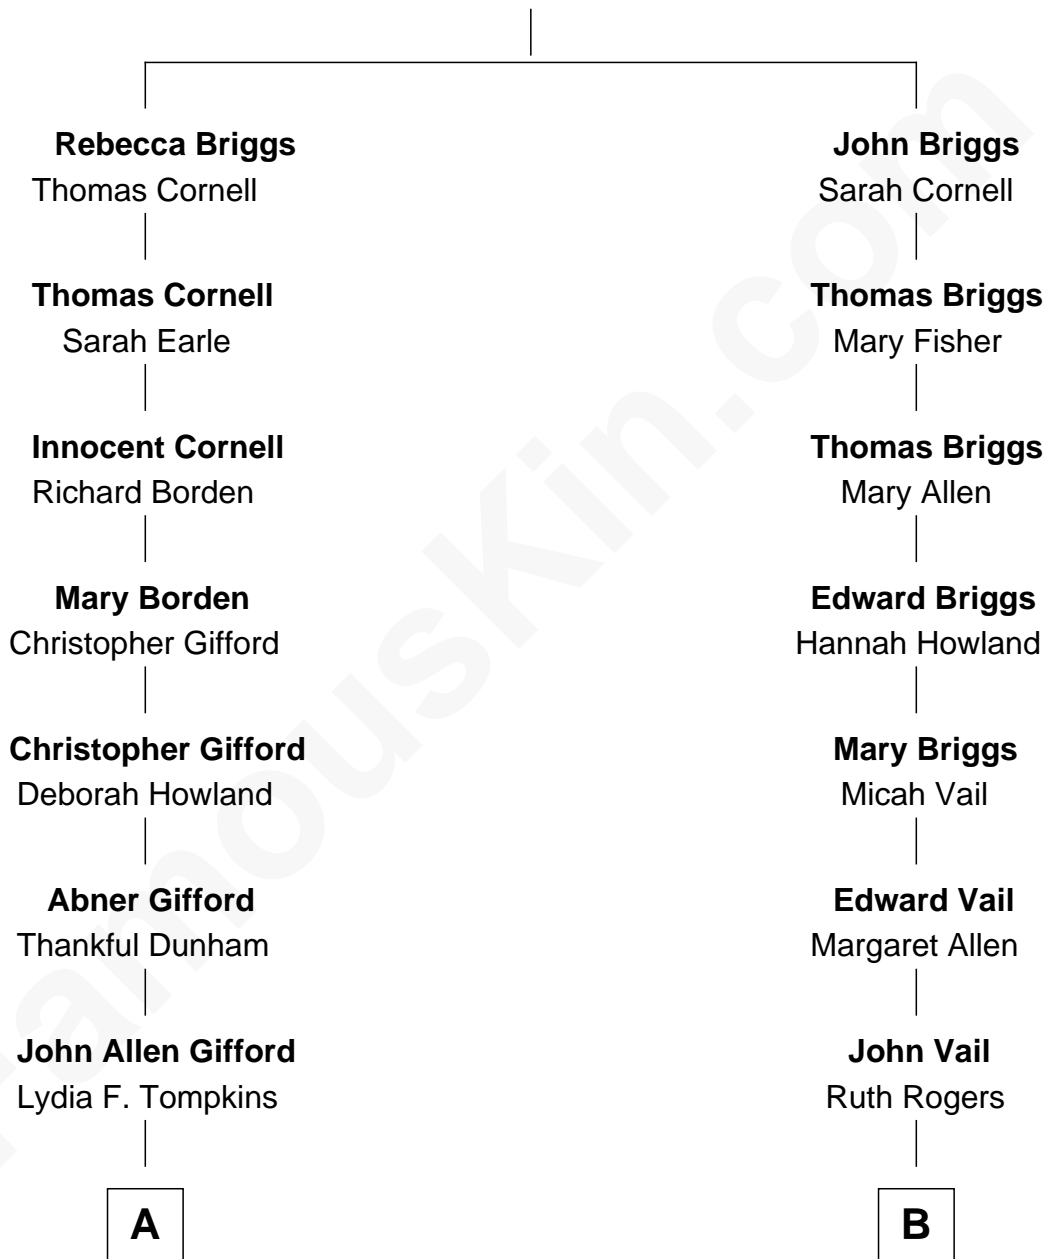 Rebecca Briggs
Thomas Cornell
Thomas Cornell
Sarah Earle
Innocent Cornell
Richard Borden
Mary Borden
Christopher Gifford
Christopher Gifford
Deborah Howland
Abner Gifford
Thankful Dunham
John Allen Gifford
Lydia F. Tompkins
A
John Briggs
Sarah Cornell
Thomas Briggs
Mary Fisher
Thomas Briggs
Mary Allen
Edward Briggs
Hannah Howland
Mary Briggs
Micah Vail
Edward Vail
Margaret Allen
John Vail
Ruth Rogers
B
FamousKin.com